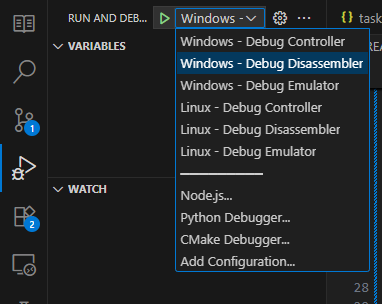 RUN AND DEB...
Windows -
task
VARIABLES
Windows - Debug Controller
Windows - Debug Disassembler
Windows - Debug Emulator
Linux - Debug Controller
Linux - Debug Disassembler
Linux - Debug Emulator
1
WATCH
Node.js...
Python Debugger...
2
CMake Debugger...
Add Configuration...
28